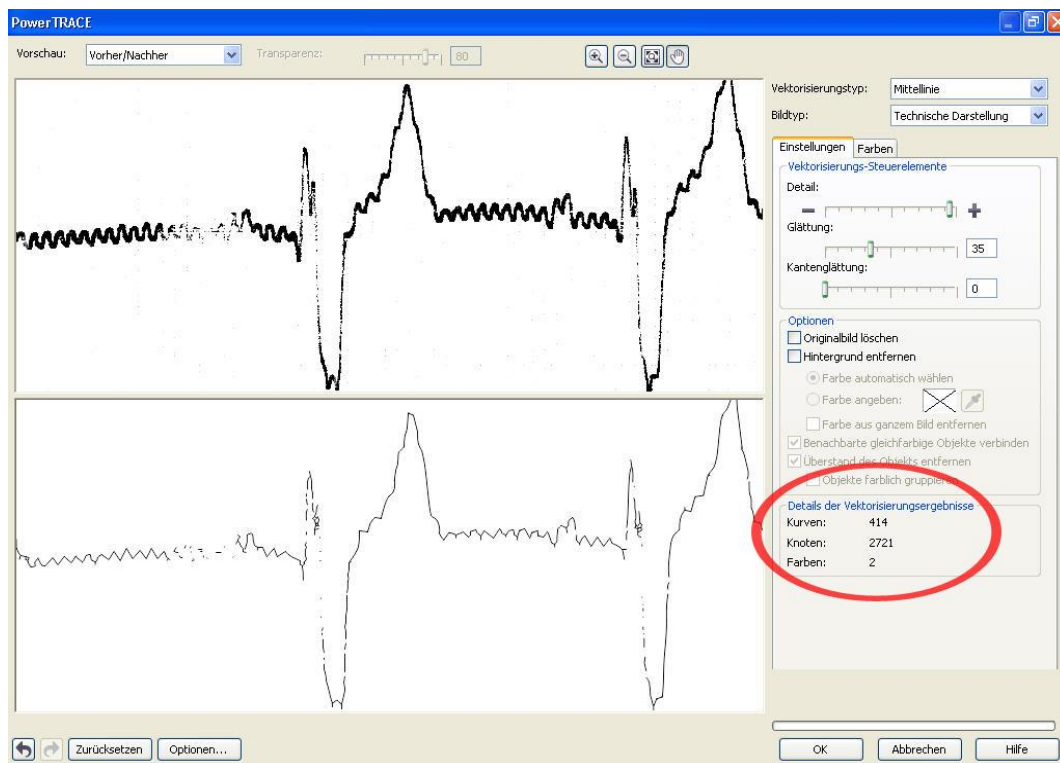 PowerTRACE
Vorschau: Vorher/Nachher Transparenz: 80
Vektorisierungstyp: Mittellinie
Bildtyp: Technische Darstellung
Einstellungen Farben
Vektorisierungs-Steuerelemente
Detail:
Glättung:
35
Kantenglättung:
0
Optionen
Originalbild löschen
Hintergrund entfernen
Farbe automatisch wählen
Farbe angeben:
Farbe aus ganzem Bild entfernen
Benachbarte gleichfarbige Objekte verbinden
Überstand des Objekts entfernen
Objekte farblich gruppieren
Details der Vektorisierungsergebnisse
Kurven: 414
Knoten: 2721
Farben: 2
Zurücksetzen Optionen... OK Abbrechen Hilfe